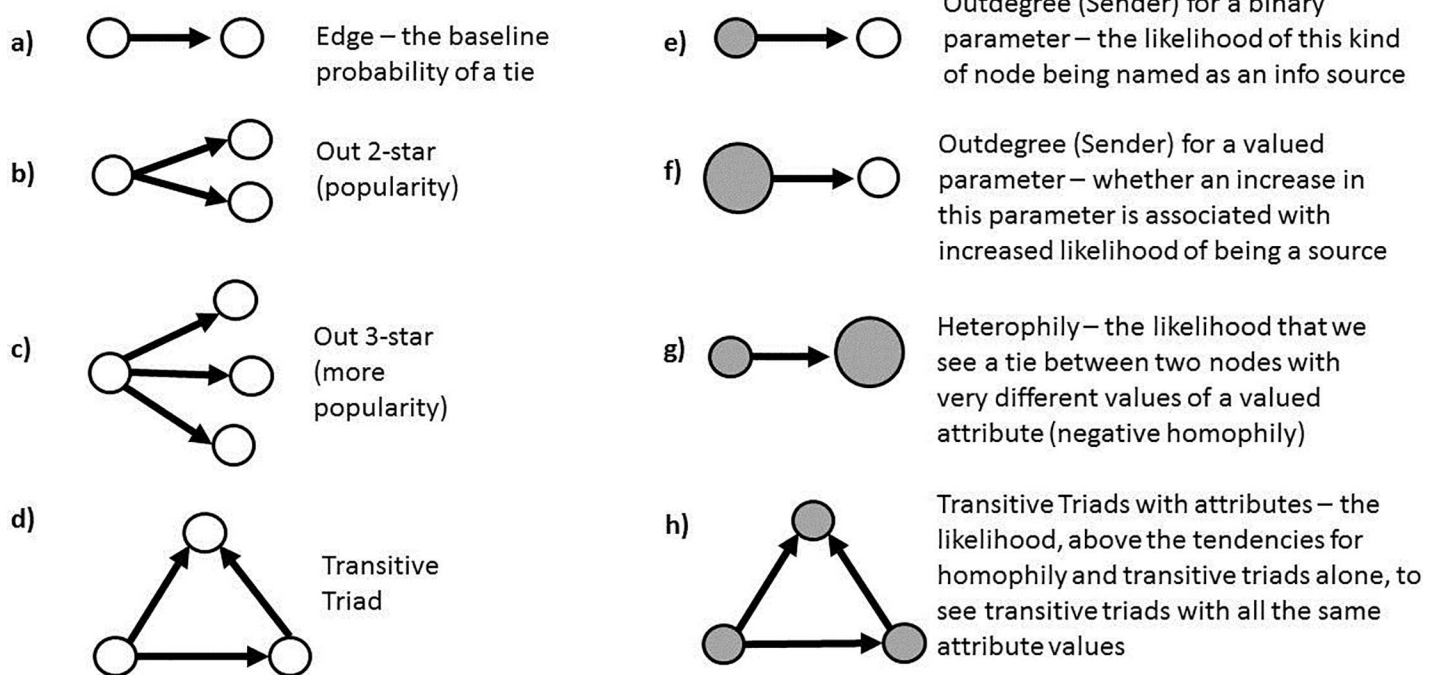 a)
Edge – the baseline
probability of a tie
b)
Out 2-star
(popularity)
c)
Out 3-star
(more
popularity)
d)
Transitive
Triad
e)
Outdegree (Sender) for a binary
parameter – the likelihood of this kind
of node being named as an info source
f)
Outdegree (Sender) for a valued
parameter – whether an increase in
this parameter is associated with
increased likelihood of being a source
g)
Heterophily – the likelihood that we
see a tie between two nodes with
very different values of a valued
attribute (negative homophily)
h)
Transitive Triads with attributes – the
likelihood, above the tendencies for
homophily and transitive triads alone, to
see transitive triads with all the same
attribute values